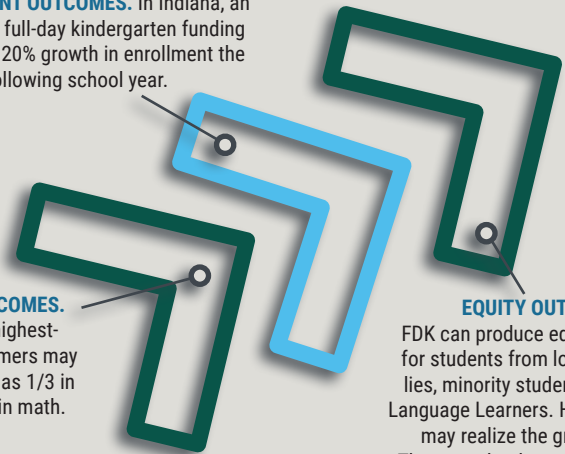 NT OUTCOMES. In Indiana, an
full-day kindergarten funding
20% growth in enrollment the
ollowing school year.
COMES.
ighest-
mers may
as 1/3 in
in math.
EQUITY OUT
FDK can produce eq
for students from lo
lies, minority studen
Language Learners. H
may realize the gr